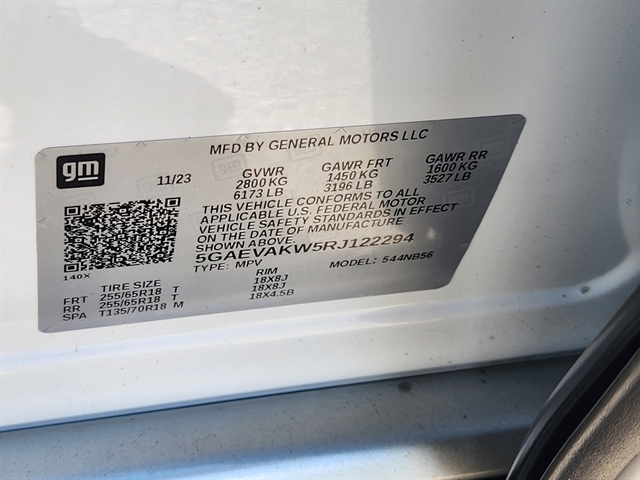 MFD BY GENERAL MOTORS LLC
gm
11/23 GVWR GAWR FRT GAWR RR
2800 KG 1450 KG 1600 KG
6173 LB 3196 LB 3527 LB
THIS VEHICLE CONFORMS TO ALL
APPLICABLE U.S. FEDERAL MOTOR
VEHICLE SAFETY STANDARDS IN EFFECT
ON THE DATE OF MANUFACTURE
SHOWN ABOVE.
5GAEVAKW5RJ122294
140X
TYPE: MPV MODEL: 544NB56
TIRE SIZE RIM
FRT 255/65R18 T 18X8J
RR 255/65R18 T 18X8J
SPA T135/70R18 M 18X4.5B